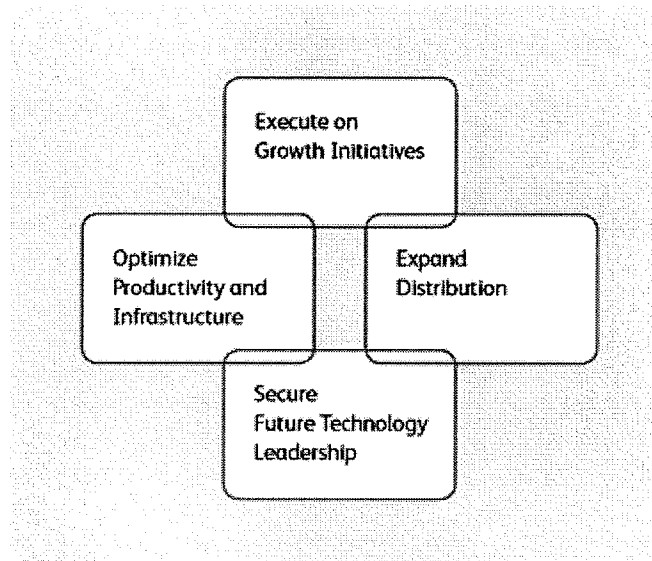 Execute on
Growth Initiatives
Optimize
Productivity and
Infrastructure
Expand
Distribution
Secure
Future Technology
Leadership